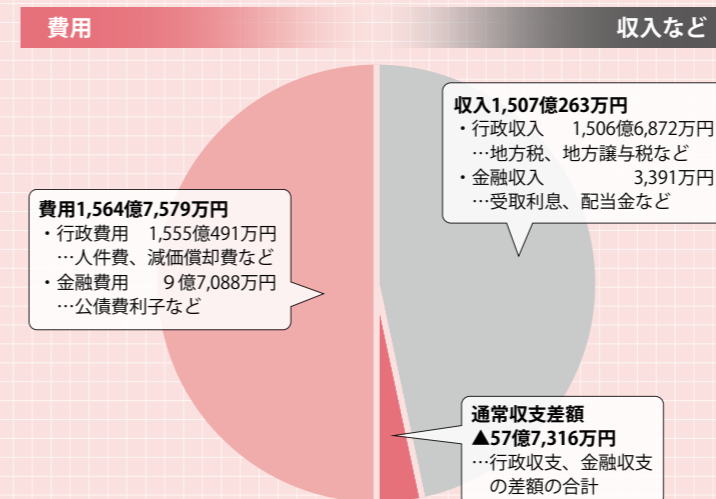 費用
収入など
収入1,507億263万円
・行政収入　1,506億6,872万円
…地方税、地方譲与税など
・金融収入　3,391万円
…受取利息、配当金など
費用1,564億7,579万円
・行政費用　1,555億491万円
…人件費、減価償却費など
・金融費用　９億7,088万円
…公債費利子など
通常収支差額
▲57億7,316万円
…行政収支、金融収支
の差額の合計